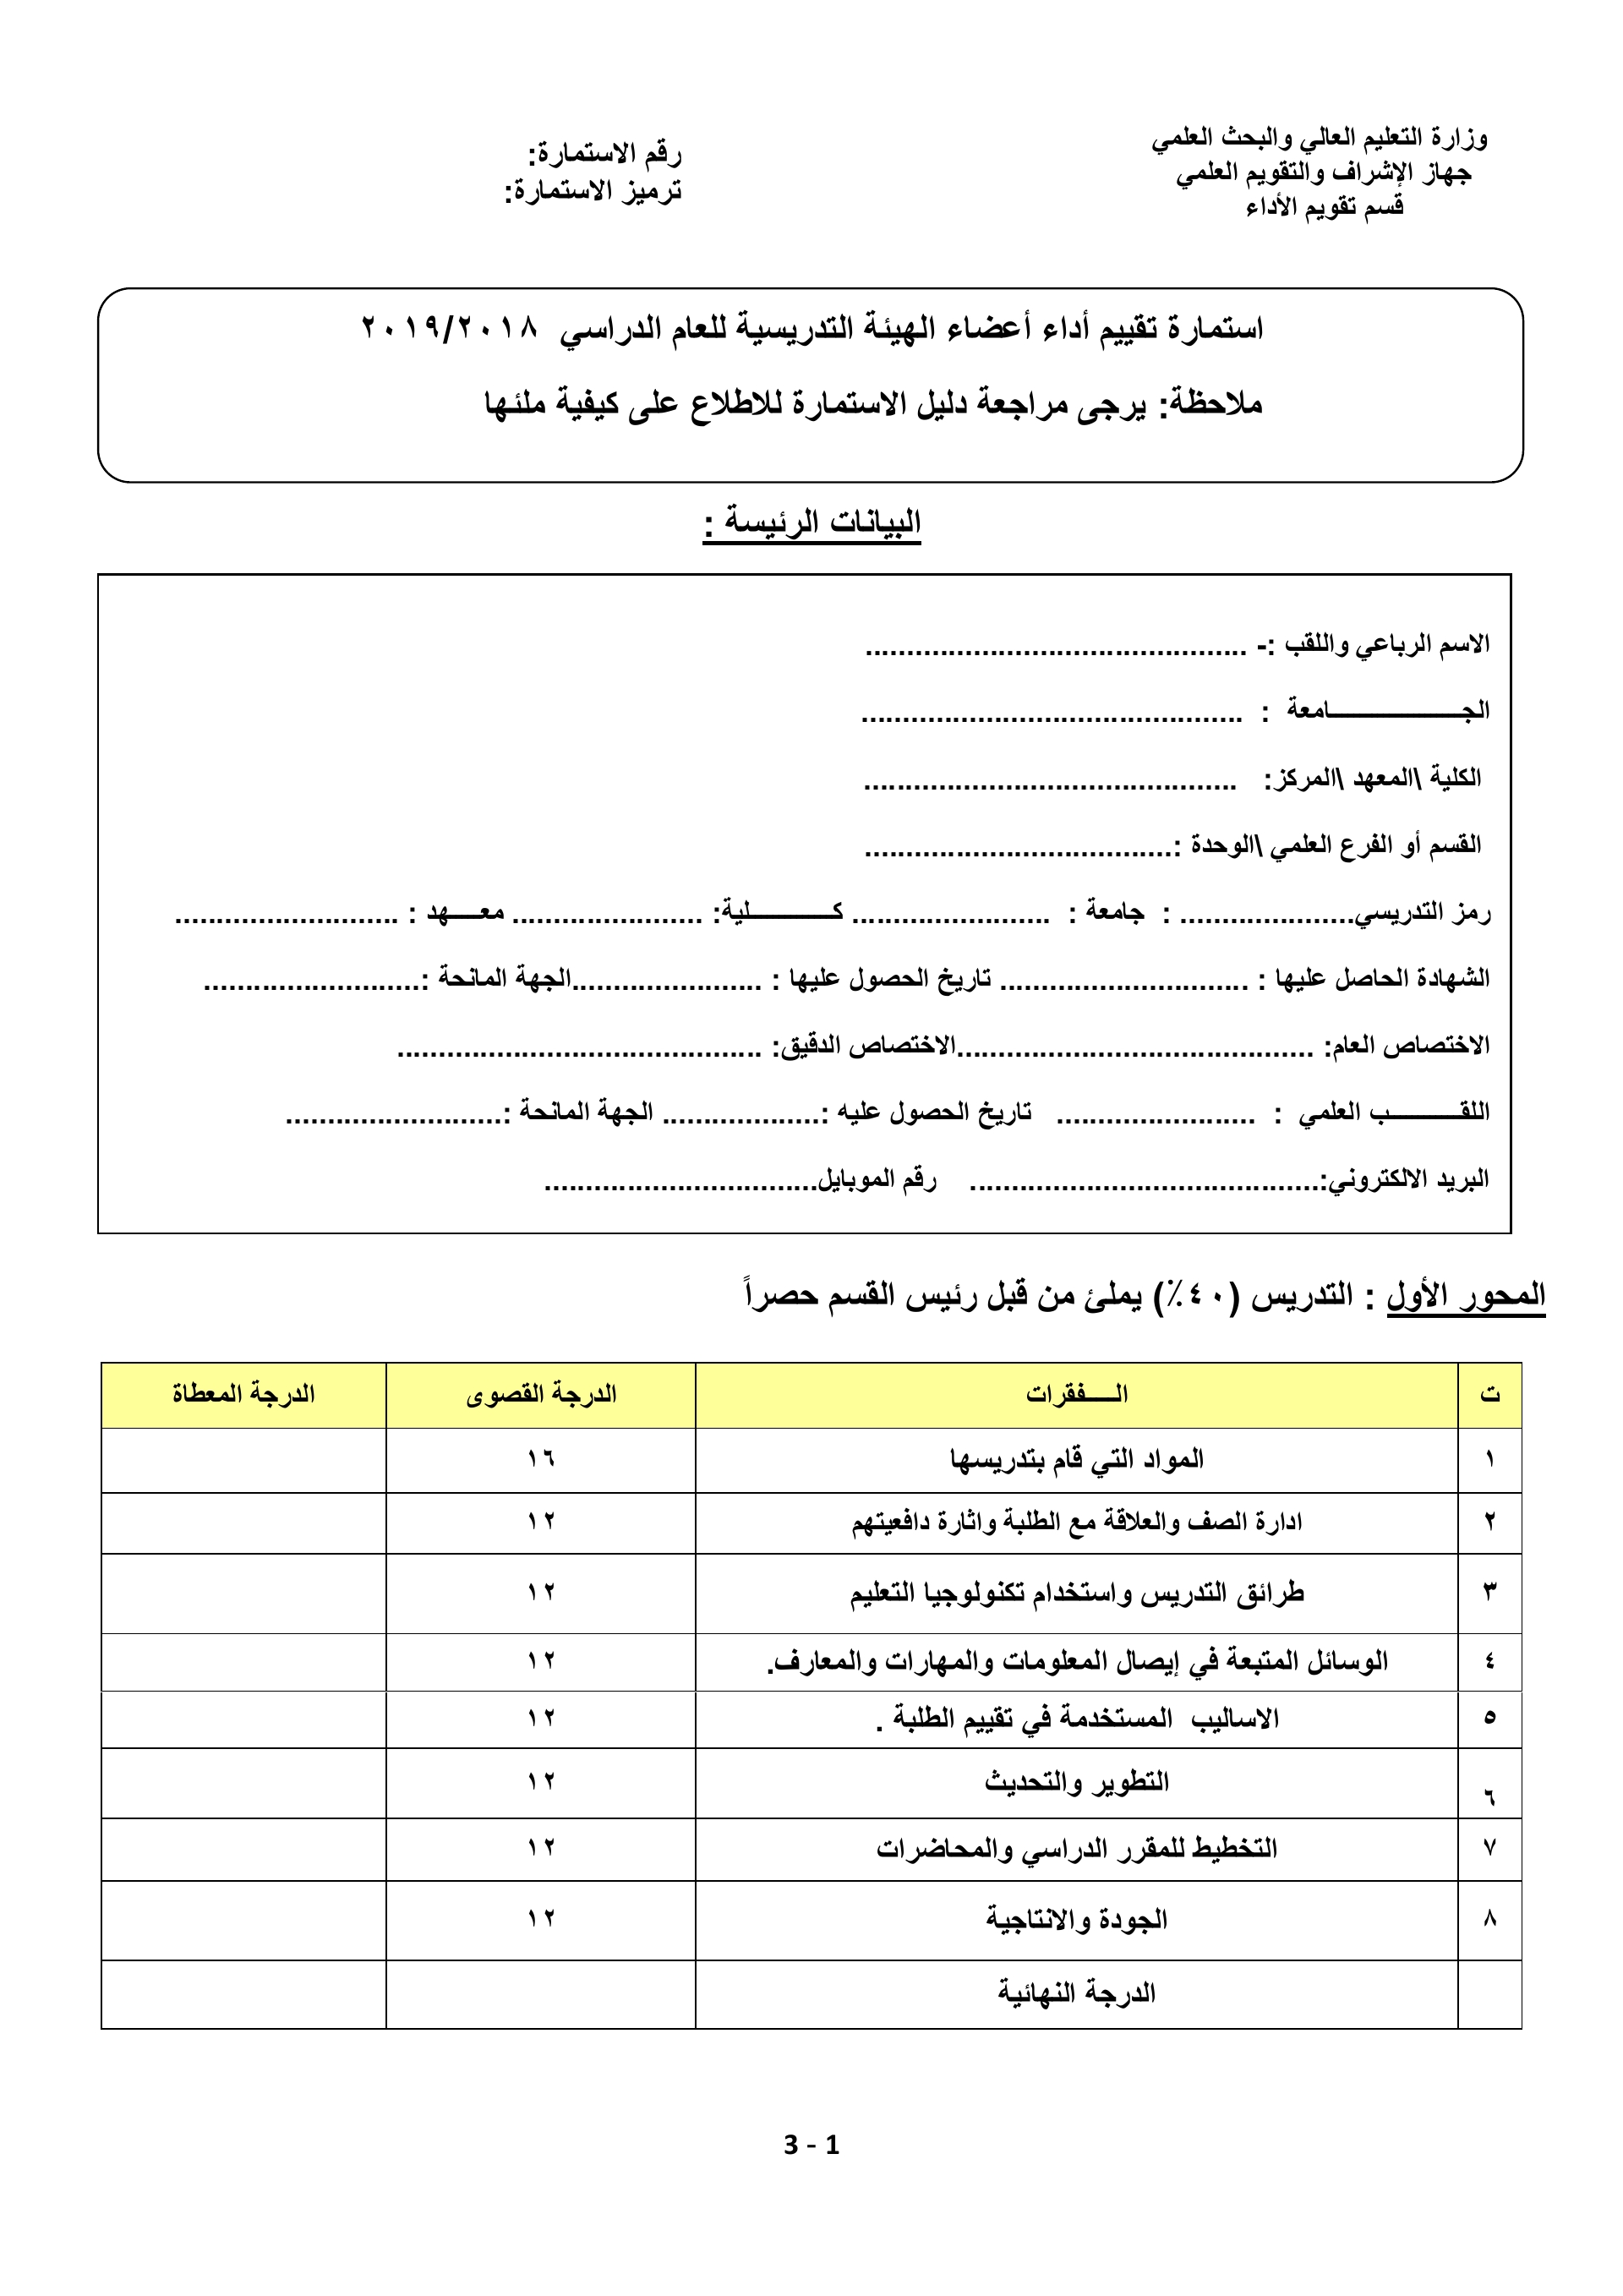 وزارة التعليم العالي والبحث العلمي
جهاز الإشراف والتقويم العلمي
قسم تقويم الأداء
رقم الاستمارة:
ترميز الاستمارة:
استمارة تقييم أداء أعضاء الهيئة التدريسية للعام الدراسي ٢٠١٩/٢٠١٨
ملاحظة: يرجى مراجعة دليل الاستمارة للاطلاع على كيفية ملئها
البيانات الرئيسة :
الاسم الرباعي واللقب :- ..............................................
الجـــــــــــــــامعة : ..............................................
الكلية \المعهد \المركز: .............................................
القسم أو الفرع العلمي \الوحدة :.....................................
رمز التدريسي..................... : جامعة : ........................ كـــــــــلية: ....................... معـــــهد : ...........................
الشهادة الحاصل عليها : .............................. تاريخ الحصول عليها : .......................الجهة المانحة :..........................
الاختصاص العام: ...........................................الاختصاص الدقيق: ............................................
اللقـــــــــب العلمي : ........................ تاريخ الحصول عليه :................... الجهة المانحة :..........................
البريد الالكتروني:.......................................... رقم الموبايل.................................
المحور الأول : التدريس (٤٠٪) يملئ من قبل رئيس القسم حصراً
ت الـــــفقرات الدرجة القصوى الدرجة المعطاة
١ المواد التي قام بتدريسها ١٦
٢ ادارة الصف والعلاقة مع الطلبة واثارة دافعيتهم ١٢
٣ طرائق التدريس واستخدام تكنولوجيا التعليم ١٢
٤ الوسائل المتبعة في إيصال المعلومات والمهارات والمعارف. ١٢
٥ الاساليب المستخدمة في تقييم الطلبة . ١٢
٦ التطوير والتحديث ١٢
٧ التخطيط للمقرر الدراسي والمحاضرات ١٢
٨ الجودة والانتاجية ١٢
الدرجة النهائية
3 - 1